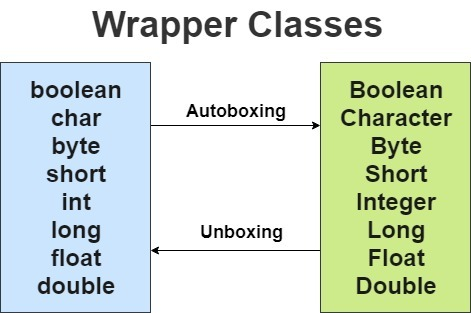 Wrapper Classes
boolean
char
byte
short
int
long
float
double
Autoboxing
Unboxing
Boolean
Character
Byte
Short
Integer
Long
Float
Double